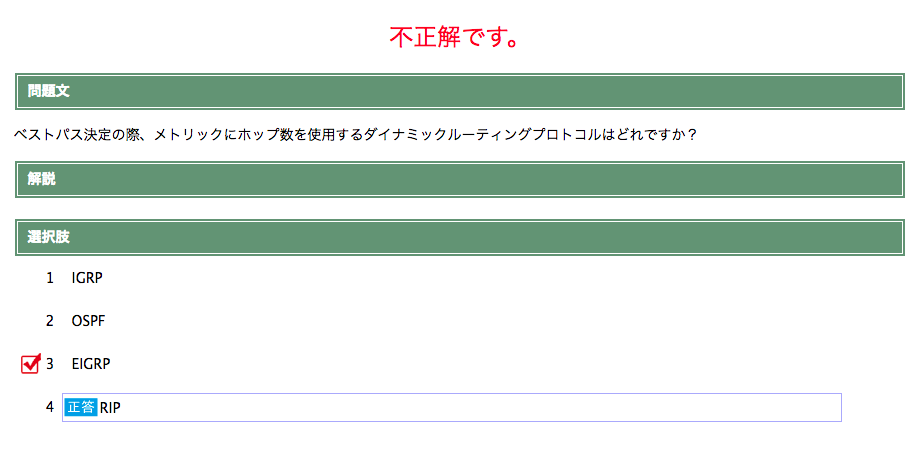 不正解です。
問題文
ベストパス決定の際、メトリックにホップ数を使用するダイナミックルーティングプロトコルはどれですか？
解説
選択肢
1 IGRP
2 OSPF
3 EIGRP
4 正答 RIP